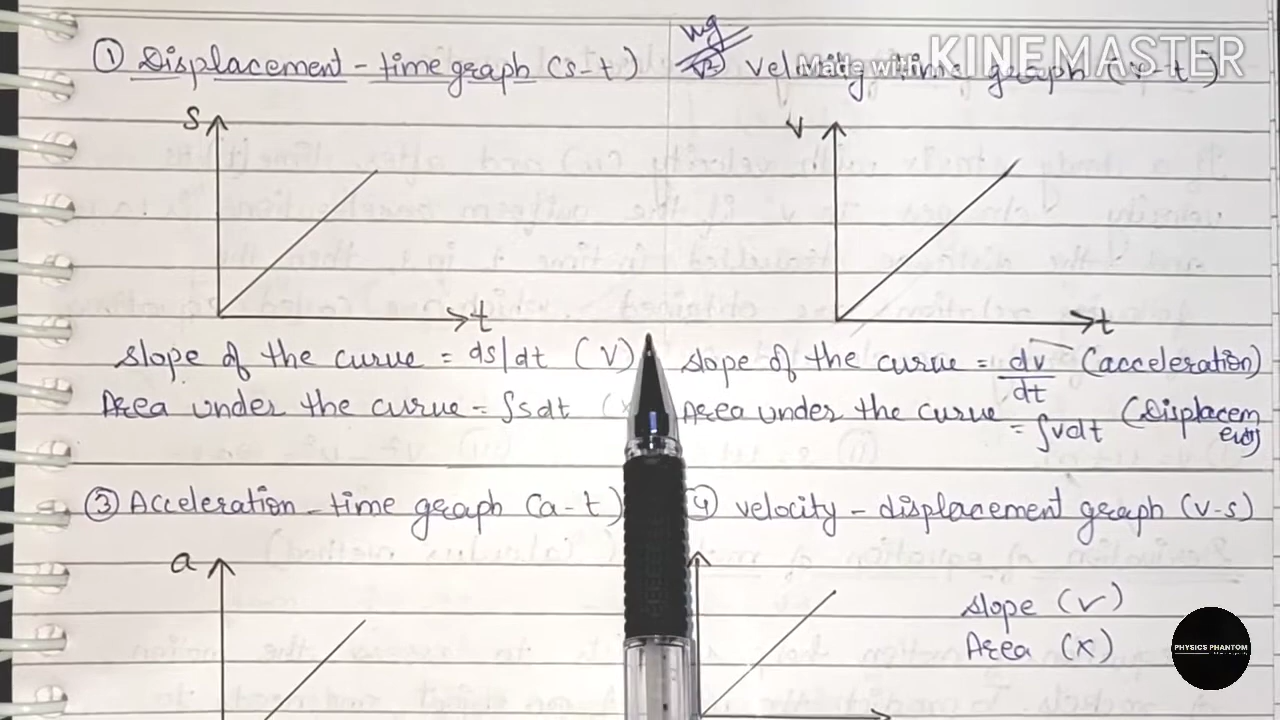 ① Displacement - time graph (s-t)
s
t
slope of the curve = ds/dt (v)
Area under the curve = ∫sdt (
Img
② velocity time graph (v-t)
Made with KINEMASTER
v
t
slope of the curve = dv/dt (acceleration)
Area under the curve = ∫vdt (Displacement)
③ Acceleration - time graph (a-t)
a
④ velocity - displacement graph (v-s)
slope (✓)
Area (x)
PHYSICS PHANTOM